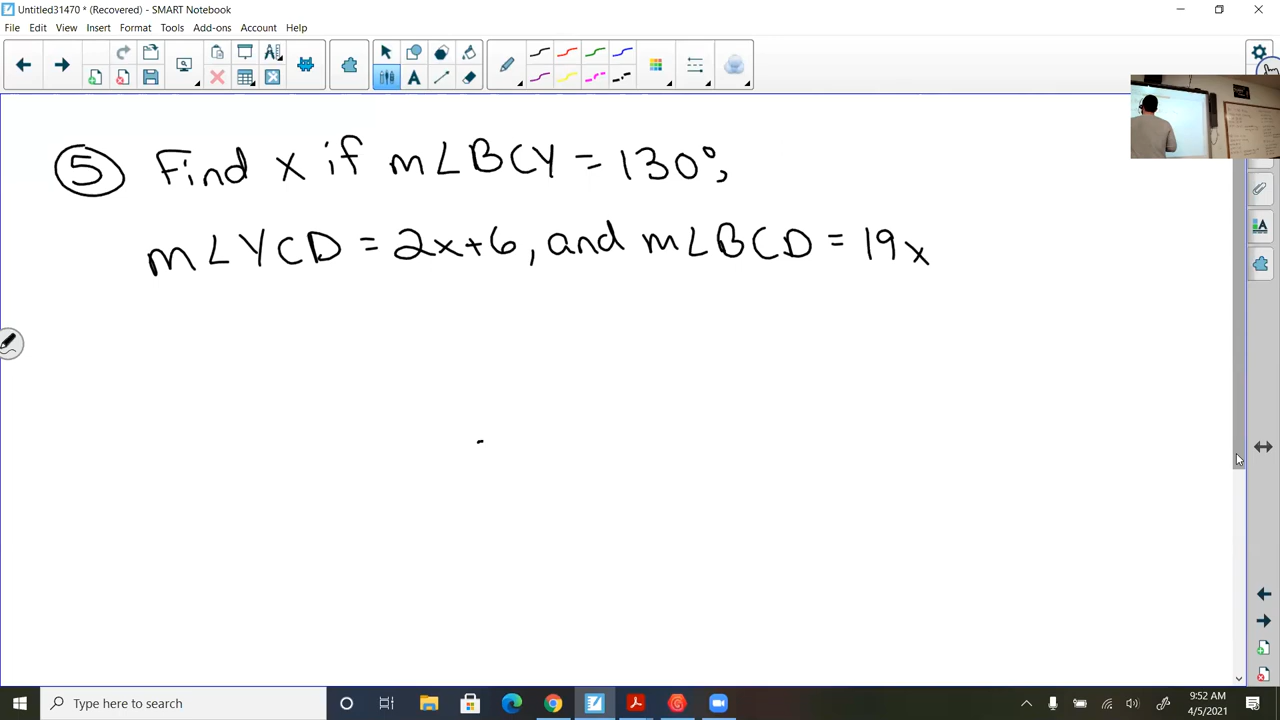 Untitled31470 * (Recovered) - SMART Notebook
File Edit View Insert Format Tools Add-ons Account Help
5 Find x if m∠BCY = 130°,
m∠YCD = 2x+6, and m∠BCD = 19x
Type here to search
9:52 AM
4/5/2021